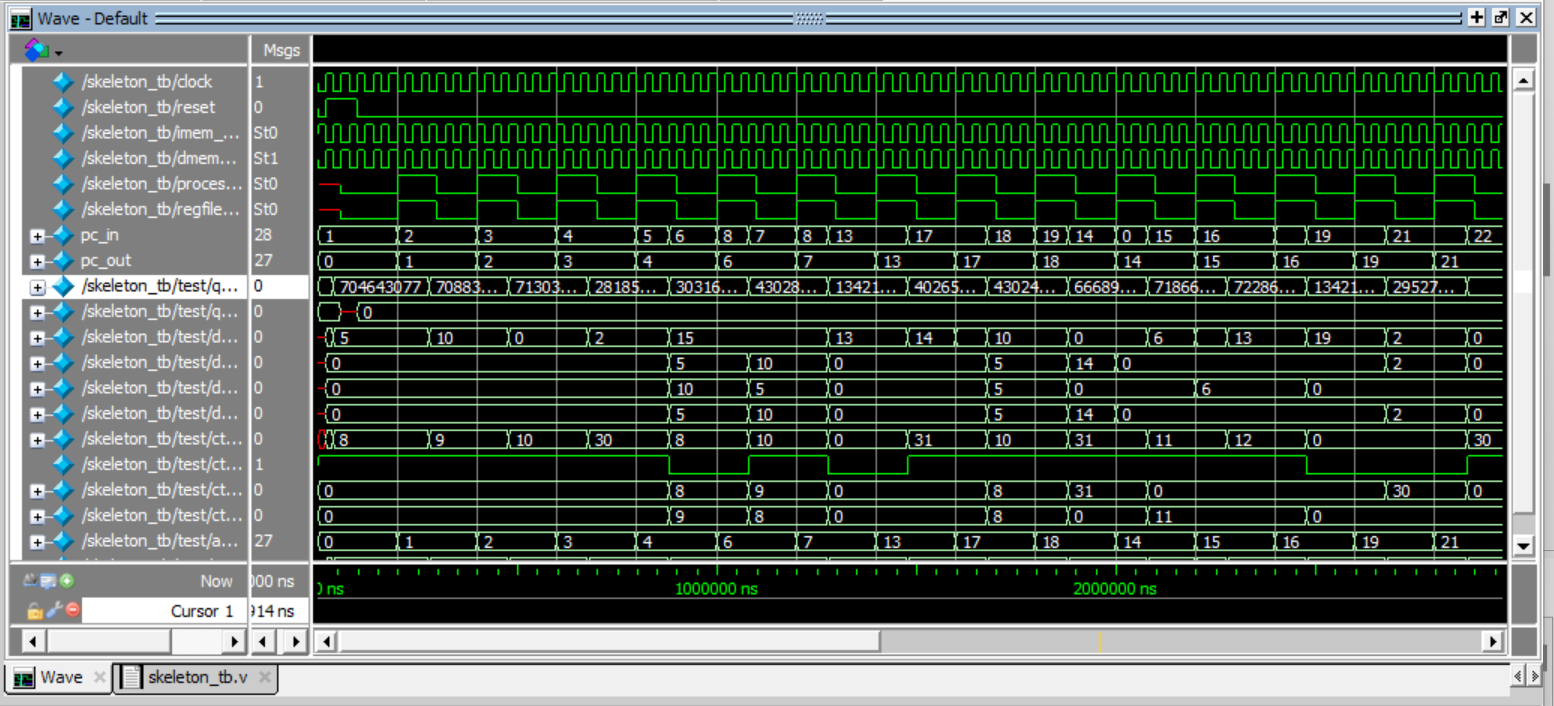 Wave - Default
Msgs
/skeleton_tb/clock 1
/skeleton_tb/reset 0
/skeleton_tb/imem_... St0
/skeleton_tb/dmem... St1
/skeleton_tb/proces... St0
/skeleton_tb/regfile... St0
pc_in 28 1 2 3 4 5 6 8 7 8 13 17 18 19 14 0 15 16 19 21 22
pc_out 27 0 1 2 3 4 6 7 13 17 18 14 15 16 19 21
/skeleton_tb/test/q... 0 704643077 70883... 71303... 28185... 30316... 43028... 13421... 40265... 43024... 66689... 71866... 72286... 13421... 29527...
/skeleton_tb/test/q... 0 0
/skeleton_tb/test/d... 0 5 10 0 2 15 13 14 10 0 6 13 19 2 0
/skeleton_tb/test/d... 0 0 5 10 0 5 14 0 2 0
/skeleton_tb/test/d... 0 0 10 5 0 5 0 6 0
/skeleton_tb/test/d... 0 0 5 10 0 5 14 0 2 0
/skeleton_tb/test/ct... 0 8 9 10 30 8 10 0 31 10 31 11 12 0 30
/skeleton_tb/test/ct... 1
/skeleton_tb/test/ct... 0 0 8 9 0 8 31 0 30 0
/skeleton_tb/test/ct... 0 0 9 8 0 8 0 11 0
/skeleton_tb/test/a... 27 0 1 2 3 4 6 7 13 17 18 14 15 16 19 21
Now 000 ns ns 1000000 ns 2000000 ns
Cursor 1 914 ns
Wave skeleton_tb.v